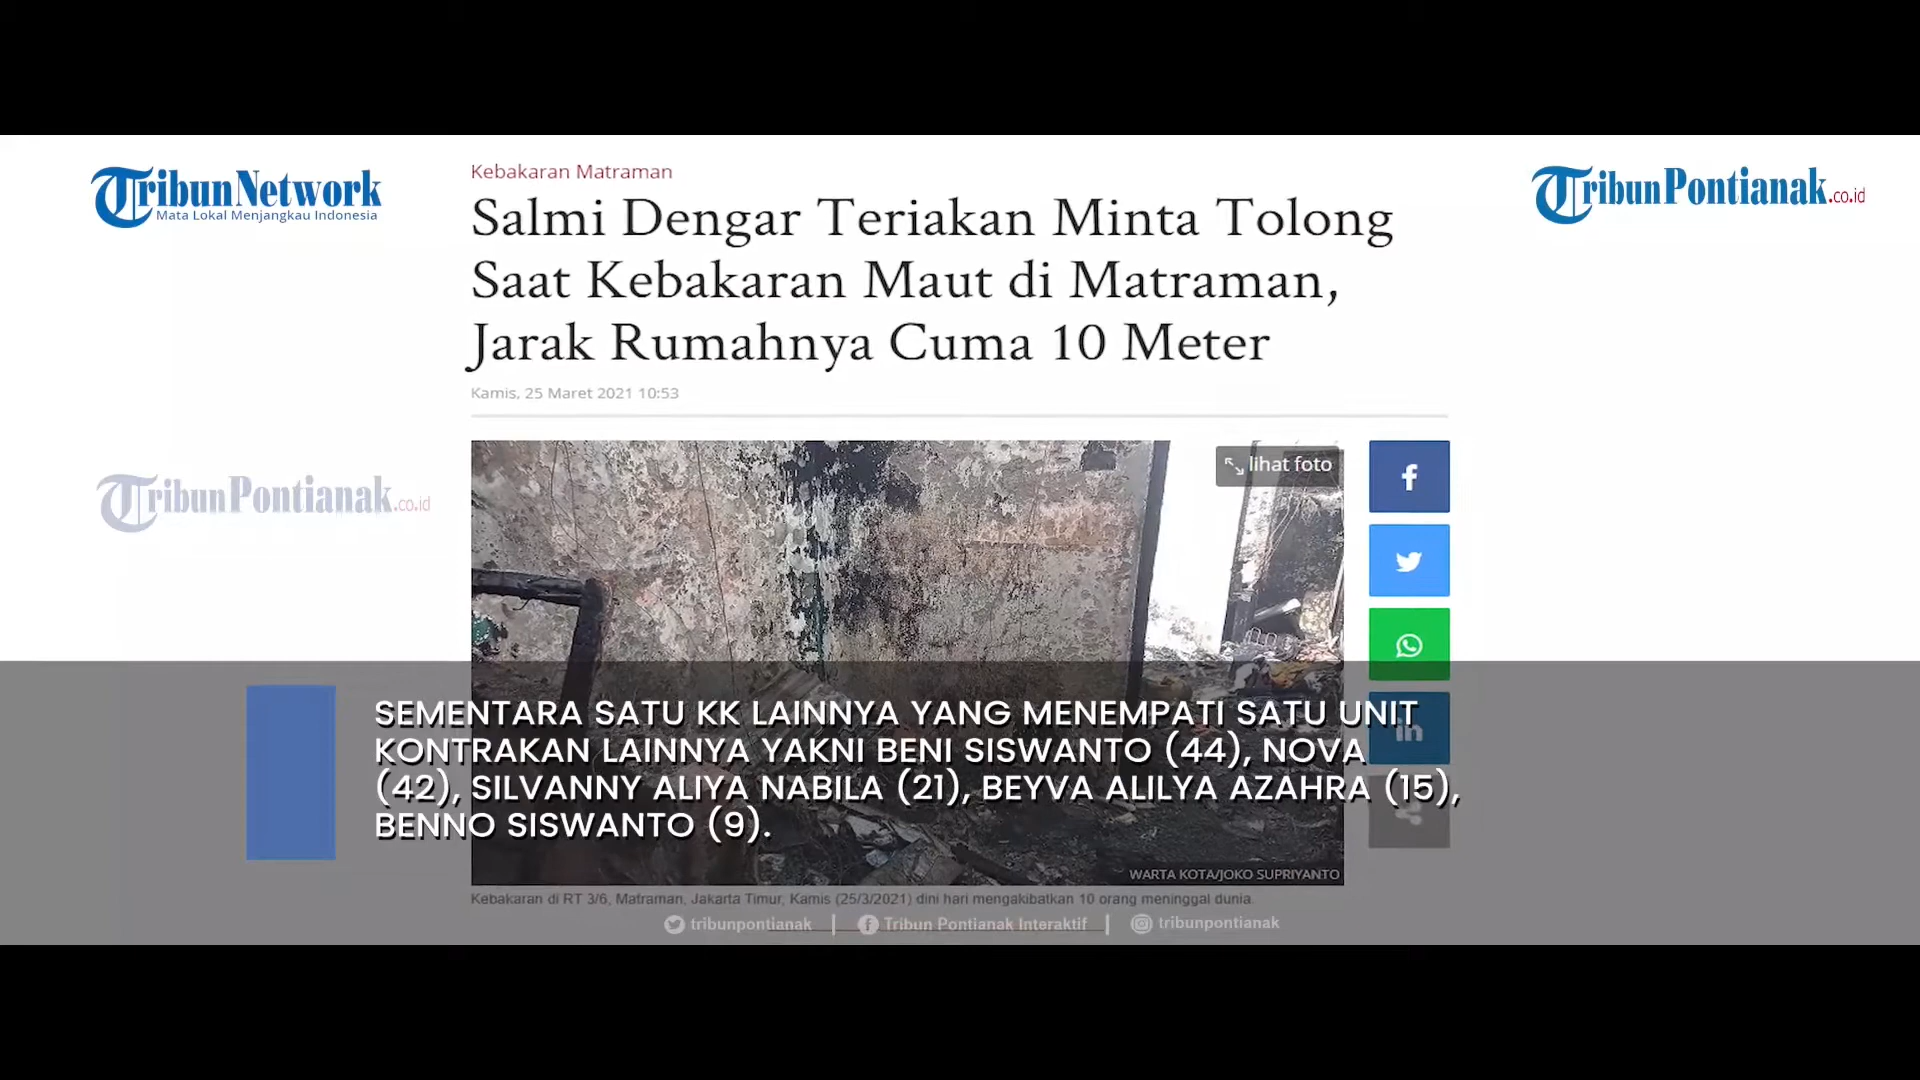 TribunNetwork
Mata Lokal Menjangkau Indonesia
TribunPontianak.co.id
Kebakaran Matraman
Salmi Dengar Teriakan Minta Tolong
Saat Kebakaran Maut di Matraman,
Jarak Rumahnya Cuma 10 Meter
Kamis, 25 Maret 2021 10:53
lihat foto
TribunPontianak.co.id
SEMENTARA SATU KK LAINNYA YANG MENEMPATI SATU UNIT
KONTRAKAN LAINNYA YAKNI BENI SISWANTO (44), NOVA
(42), SILVANNY ALIYA NABILA (21), BEYVA ALILYA AZAHRA (15),
BENNO SISWANTO (9).
WARTA KOTA/JOKO SUPRIYANTO
Kebakaran di RT 3/6, Matraman, Jakarta Timur, Kamis (25/3/2021) dini hari mengakibatkan 10 orang meninggal dunia.
tribunpontianak | Tribun Pontianak Interaktif | tribunpontianak